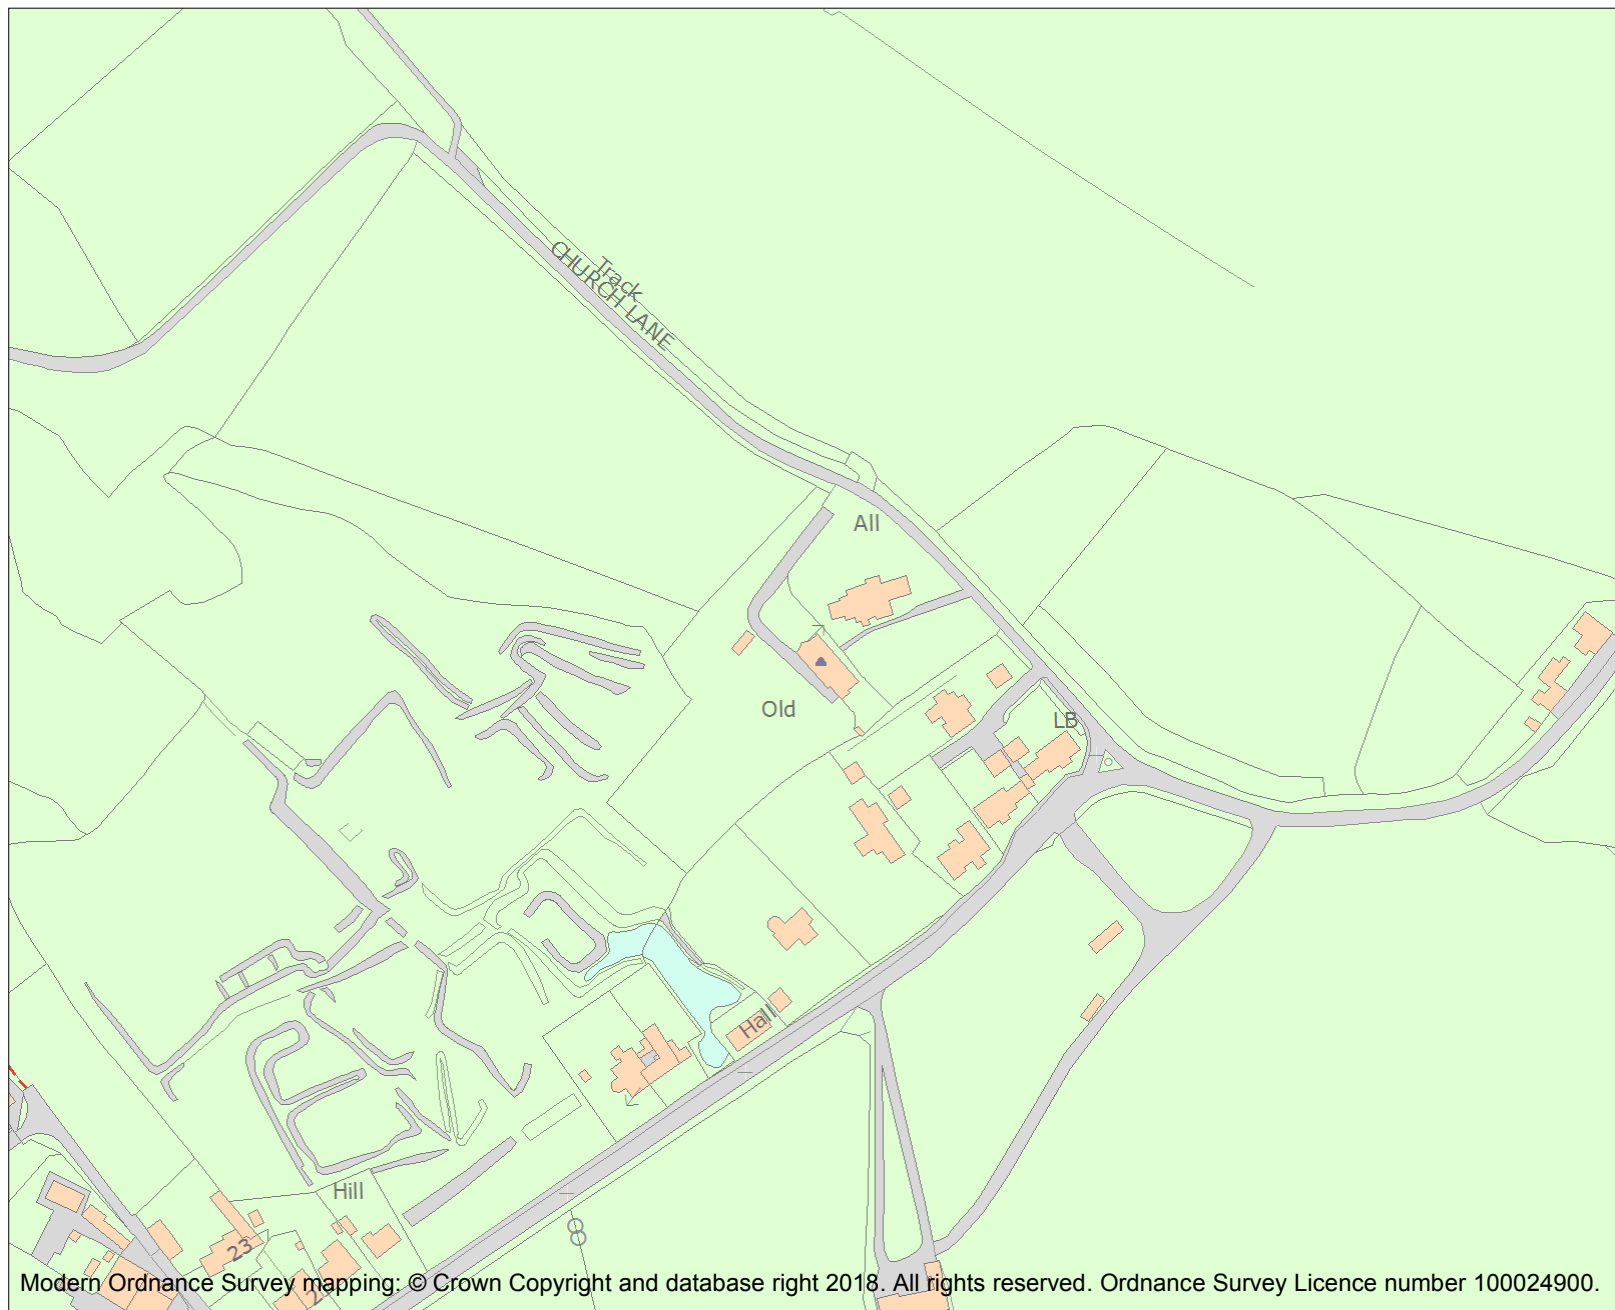 Track
CHURCH LANE
All
Old
LB
Hall
Hill
23
8
Modern Ordnance Survey mapping: © Crown Copyright and database right 2018. All rights reserved. Ordnance Survey Licence number 100024900.